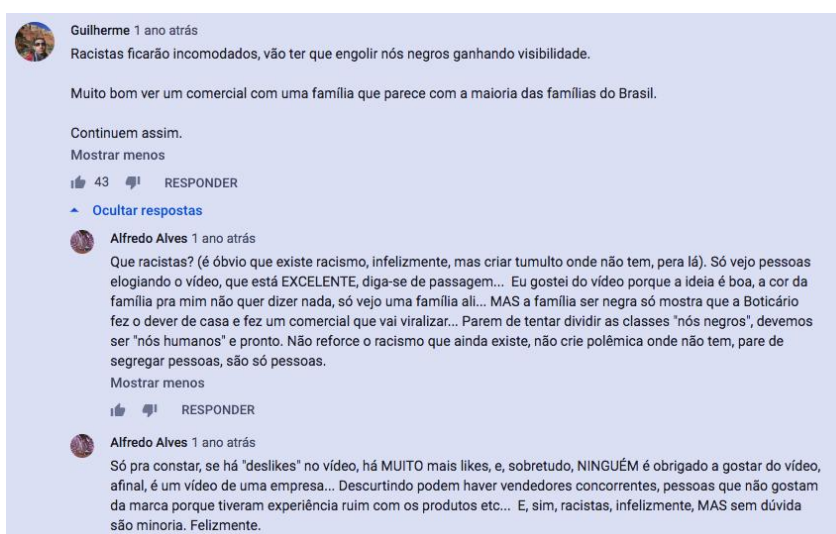 Guilherme 1 ano atrás
Racistas ficarão incomodados, vão ter que engolir nós negros ganhando visibilidade.
Muito bom ver um comercial com uma família que parece com a maioria das famílias do Brasil.
Continuem assim.
Mostrar menos
43 RESPONDER
Ocultar respostas
Alfredo Alves 1 ano atrás
Que racistas? (é óbvio que existe racismo, infelizmente, mas criar tumulto onde não tem, pera lá). Só vejo pessoas
elogiando o vídeo, que está EXCELENTE, diga-se de passagem... Eu gostei do vídeo porque a ideia é boa, a cor da
família pra mim não quer dizer nada, só vejo uma família ali... MAS a família ser negra só mostra que a Boticário
fez o dever de casa e fez um comercial que vai viralizar... Parem de tentar dividir as classes "nós negros", devemos
ser "nós humanos" e pronto. Não reforce o racismo que ainda existe, não crie polêmica onde não tem, pare de
segregar pessoas, são só pessoas.
Mostrar menos
RESPONDER
Alfredo Alves 1 ano atrás
Só pra constar, se há "deslikes" no vídeo, há MUITO mais likes, e, sobretudo, NINGUÉM é obrigado a gostar do vídeo,
afinal, é um vídeo de uma empresa... Descurtindo podem haver vendedores concorrentes, pessoas que não gostam
da marca porque tiveram experiência ruim com os produtos etc... E, sim, racistas, infelizmente, MAS sem dúvida
são minoria. Felizmente.